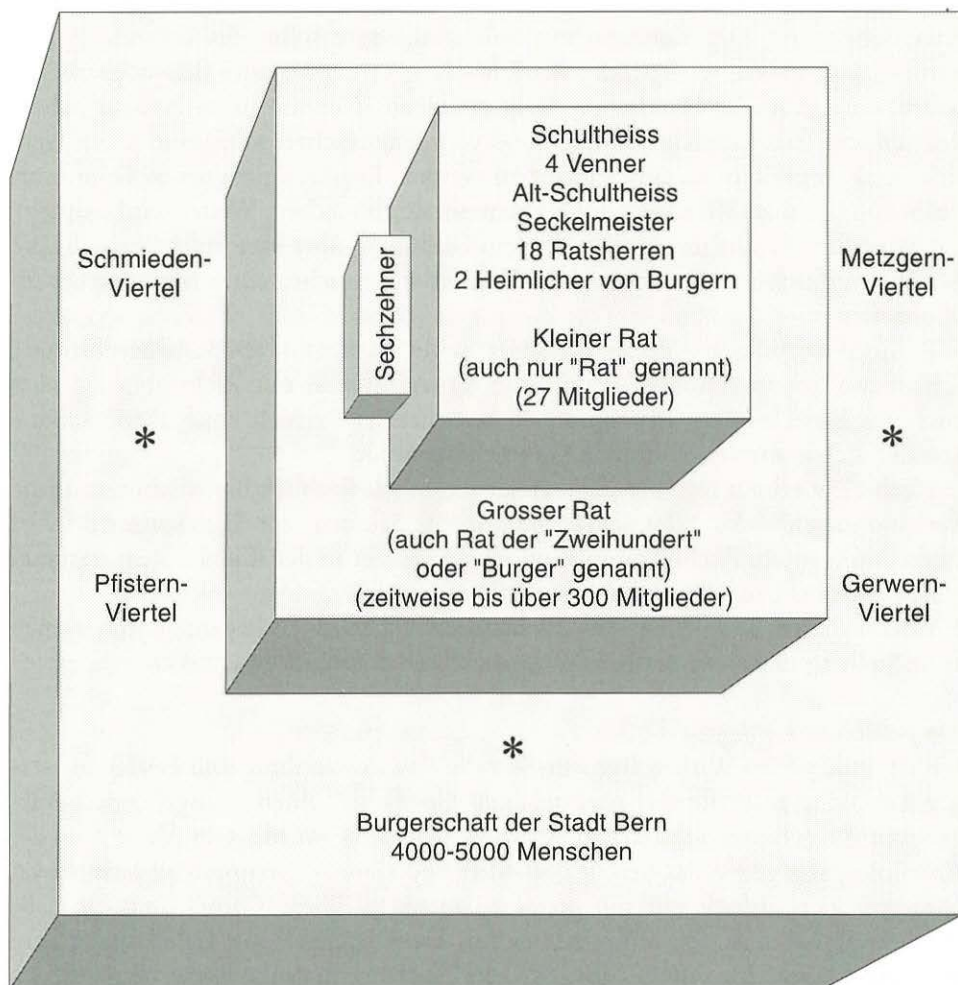 Schultheiss
4 Venner
Alt-Schultheiss
Seckelmeister
18 Ratsherren
2 Heimlicher von Burgern
Kleiner Rat
(auch nur "Rat" genannt)
(27 Mitglieder)
Sechzehner
Schmieden-
Viertel
Metzgern-
Viertel
*
*
Grosser Rat
(auch Rat der "Zweihundert"
oder "Burger" genannt)
(zeitweise bis über 300 Mitglieder)
Pfistern-
Viertel
Gerwern-
Viertel
*
Burgerschaft der Stadt Bern
4000-5000 Menschen